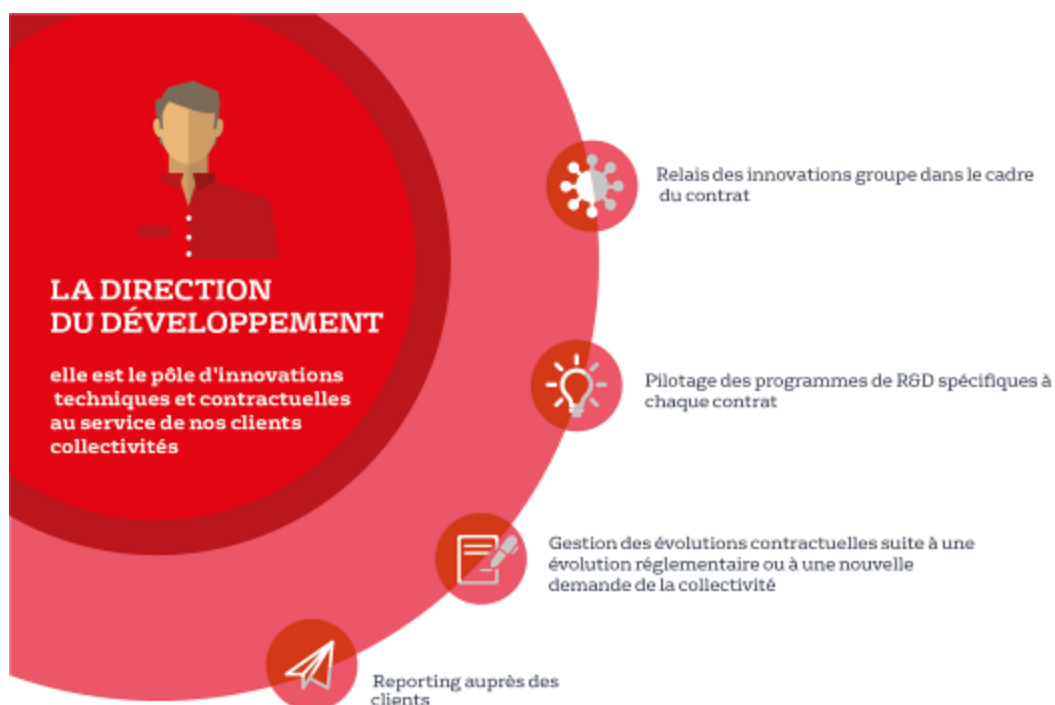 LA DIRECTION
DU DÉVELOPPEMENT
elle est le pôle d'innovations
techniques et contractuelles
au service de nos clients
collectivités
Relais des innovations groupe dans le cadre
du contrat
Pilotage des programmes de R&D spécifiques à
chaque contrat
Gestion des évolutions contractuelles suite à une
évolution réglementaire ou à une nouvelle
demande de la collectivité
Reporting auprès des
clients